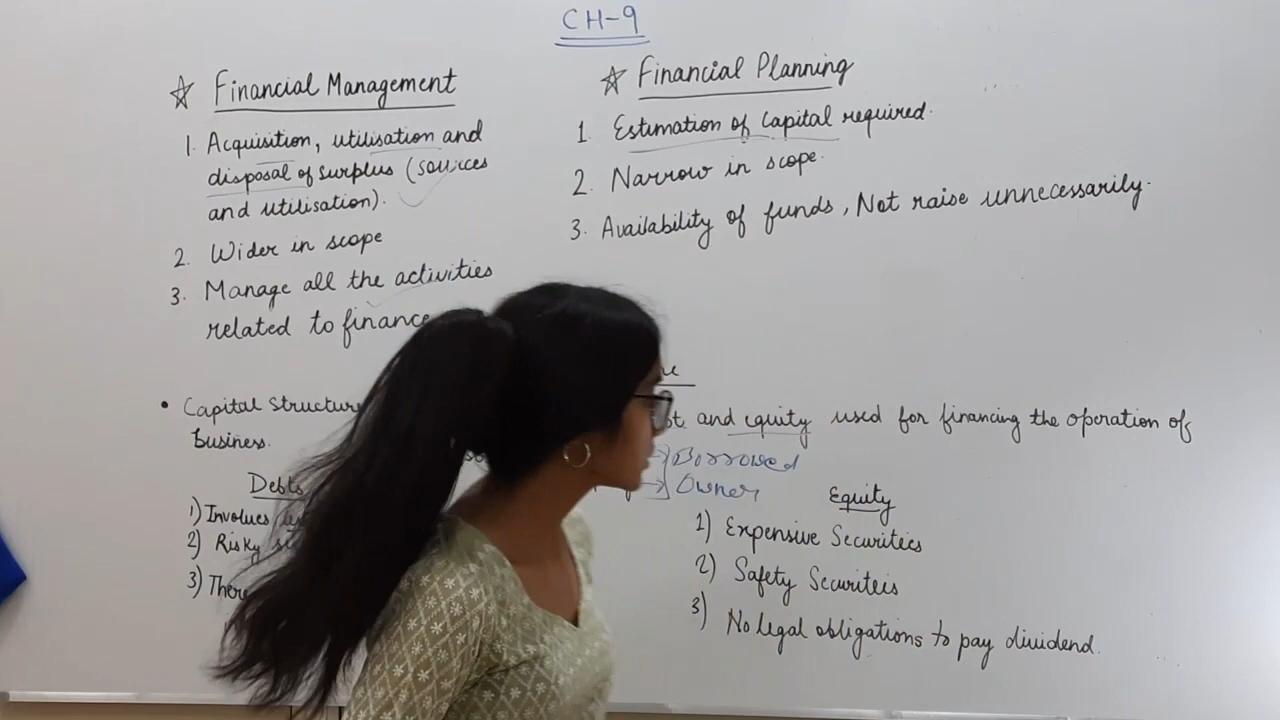 CH-9
☆ Financial Management
1. Acquisition, utilisation and
disposal of surplus (sources
and utilisation).
2. Wider in scope
3. Manage all the activities
related to finance
☆ Financial Planning
1. Estimation of capital required.
2. Narrow in scope.
3. Availability of funds, Not raise unnecessarily.
• Capital Structure and equity used for financing the operation of
business.
Borrowed
Owner
Debts
1) Involves
2) Risky
3) There
Equity
1) Expensive Securities
2) Safety Securiteis
3) No legal obligations to pay dividend.